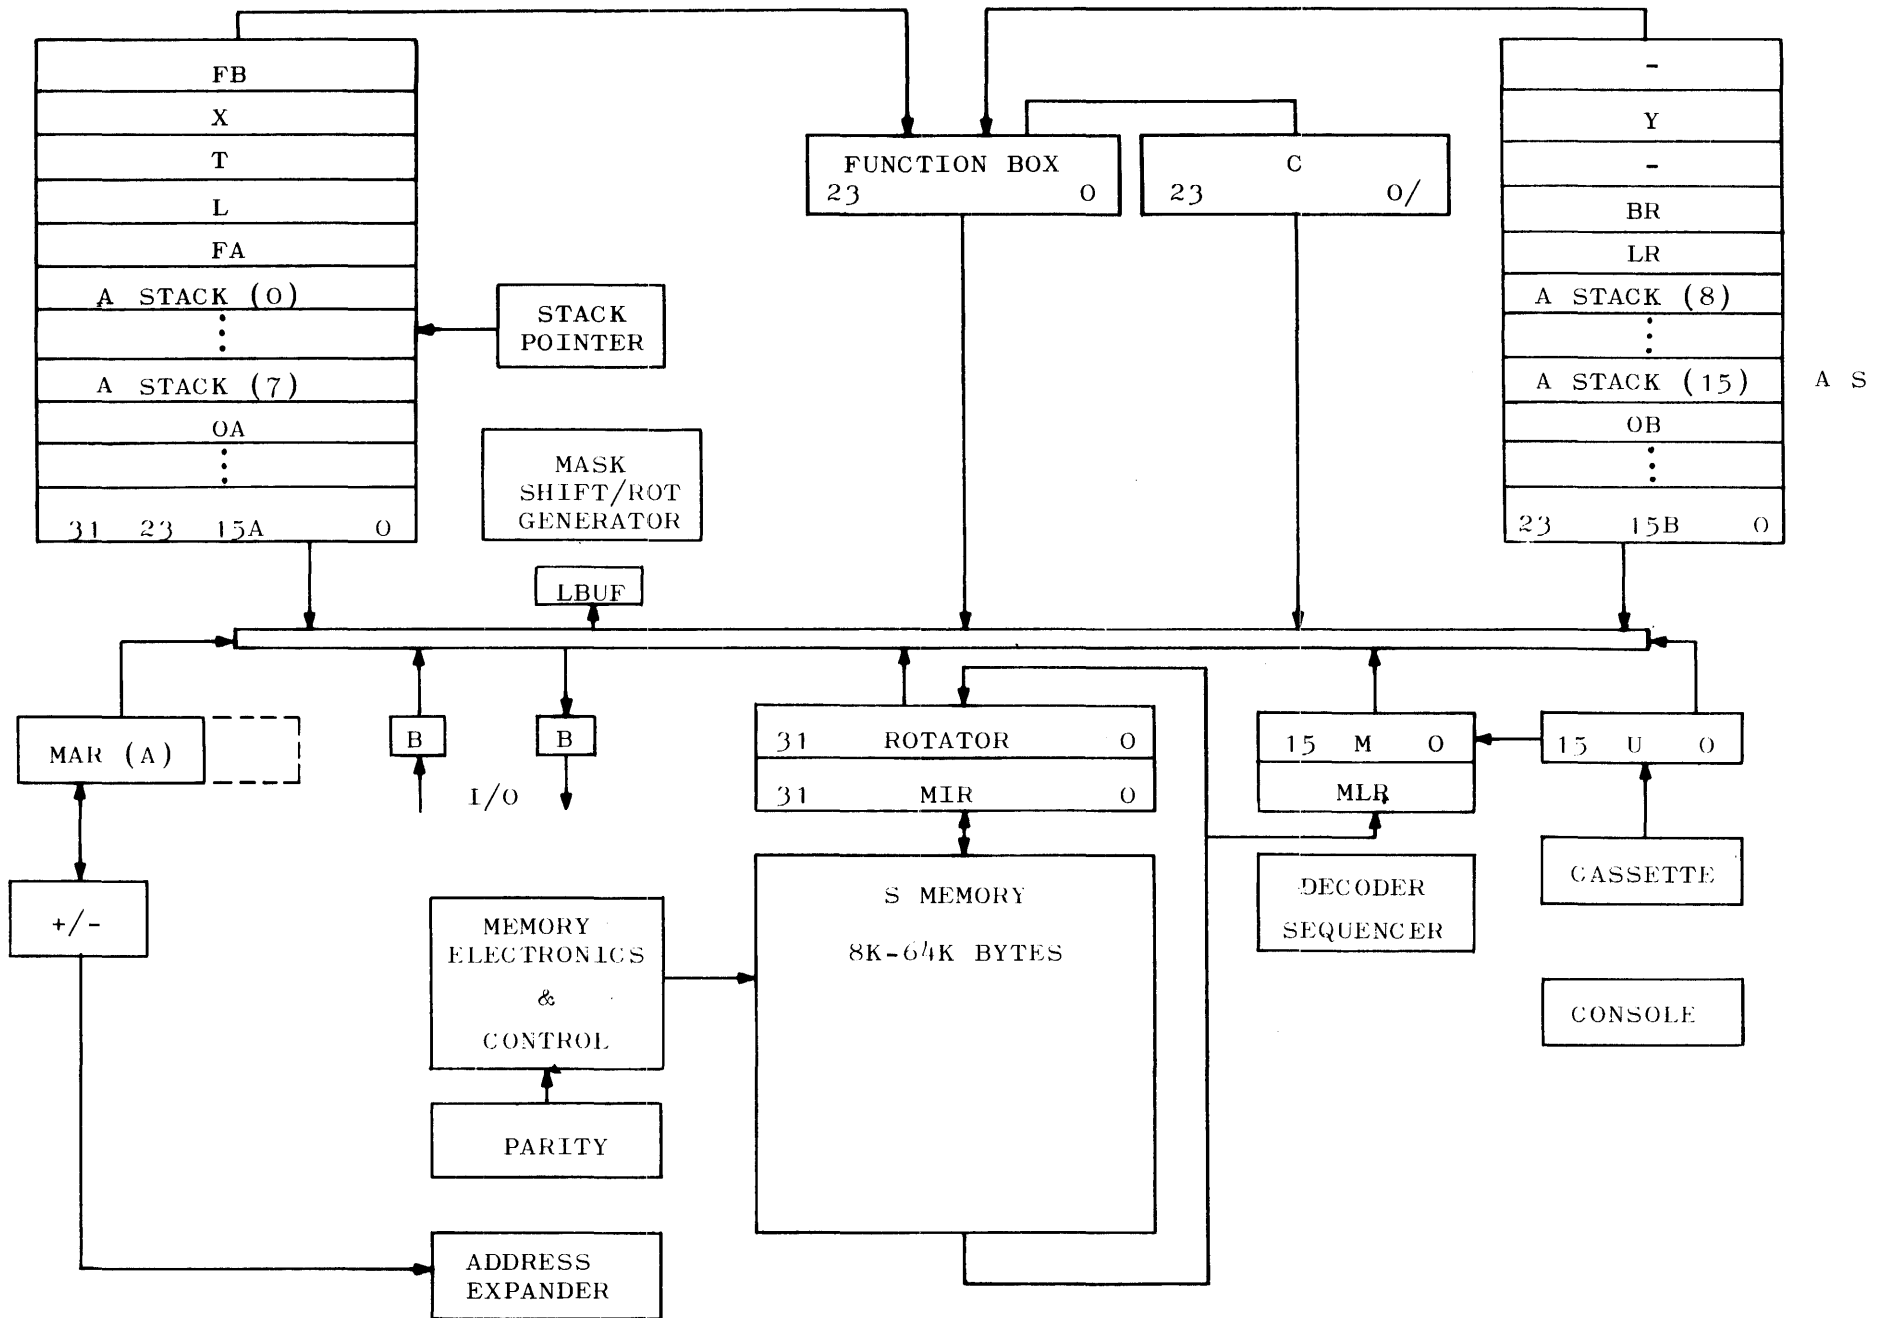 FB
X
T
L
FA
A STACK (0)
A STACK (7)
OA
31 23 15A 0
STACK
POINTER
MASK
SHIFT/ROT
GENERATOR
LBUF
FUNCTION BOX
23 0
C
23 0/
-
Y
-
BR
LR
A STACK (8)
A STACK (15)
OB
23 15B 0
A S
MAR (A)
+/-
B
I/O
B
31 ROTATOR 0
31 MIR 0
15 M 0
MLR
15 U 0
S MEMORY
8K-64K BYTES
MEMORY
ELECTRONICS
&
CONTROL
PARITY
ADDRESS
EXPANDER
DECODER
SEQUENCER
CASSETTE
CONSOLE